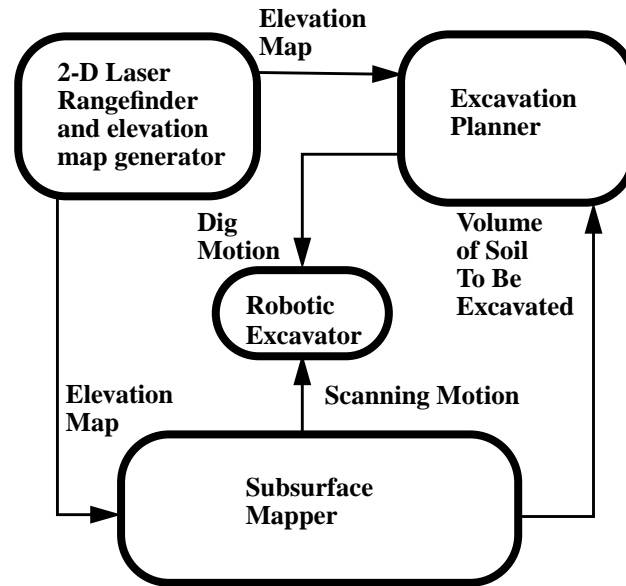 Elevation
Map
2-D Laser
Rangefinder
and elevation
map generator
Excavation
Planner
Dig
Motion
Volume
of Soil
To Be
Excavated
Robotic
Excavator
Elevation
Map
Scanning Motion
Subsurface
Mapper